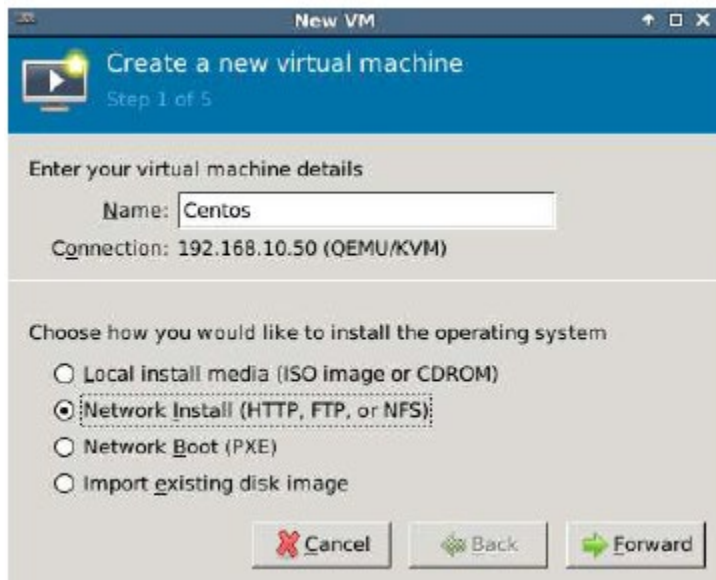 New VM
Create a new virtual machine
Step 1 of 5
Enter your virtual machine details
Name: Centos
Connection: 192.168.10.50 (QEMU/KVM)
Choose how you would like to install the operating system
Local install media (ISO image or CDROM)
Network Install (HTTP, FTP, or NFS)
Network Boot (PXE)
Import existing disk image
Cancel Back Forward